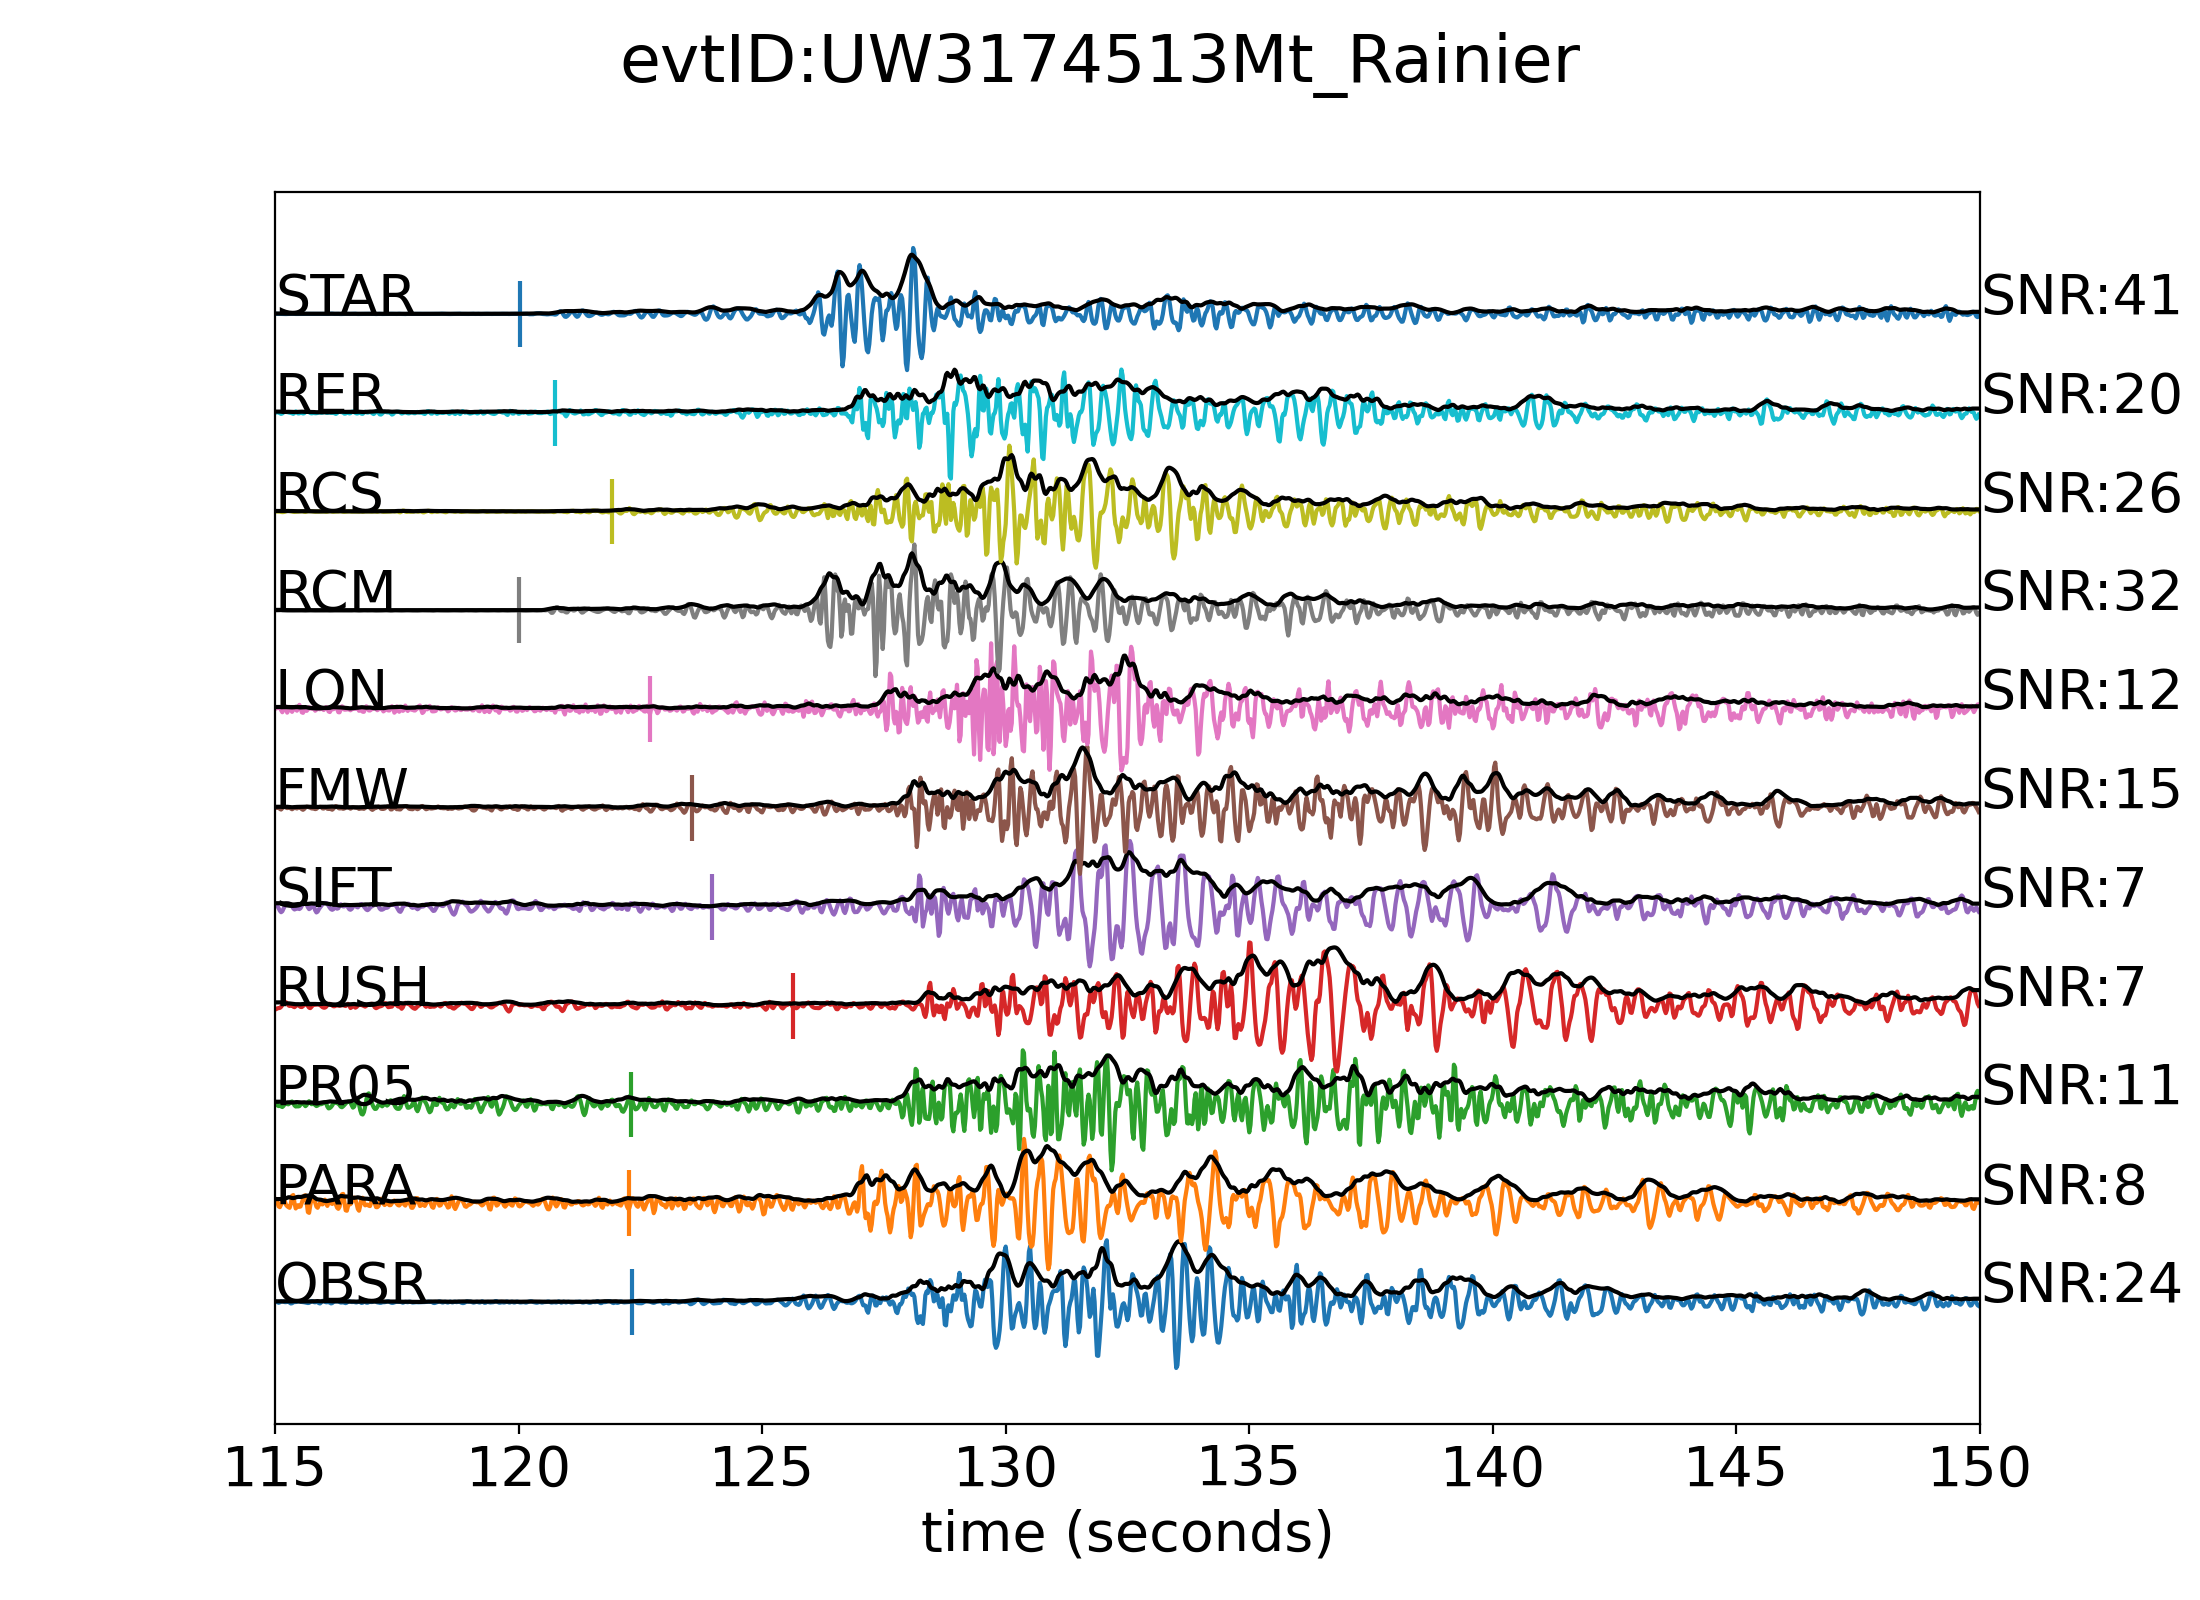 evtID:UW3174513Mt_Rainier
STAR SNR:41
RER SNR:20
RCS SNR:26
RCM SNR:32
LON SNR:12
FMW SNR:15
SIFT SNR:7
RUSH SNR:7
PR05 SNR:11
PARA SNR:8
OBSR SNR:24
115 120 125 130 135 140 145 150
time (seconds)